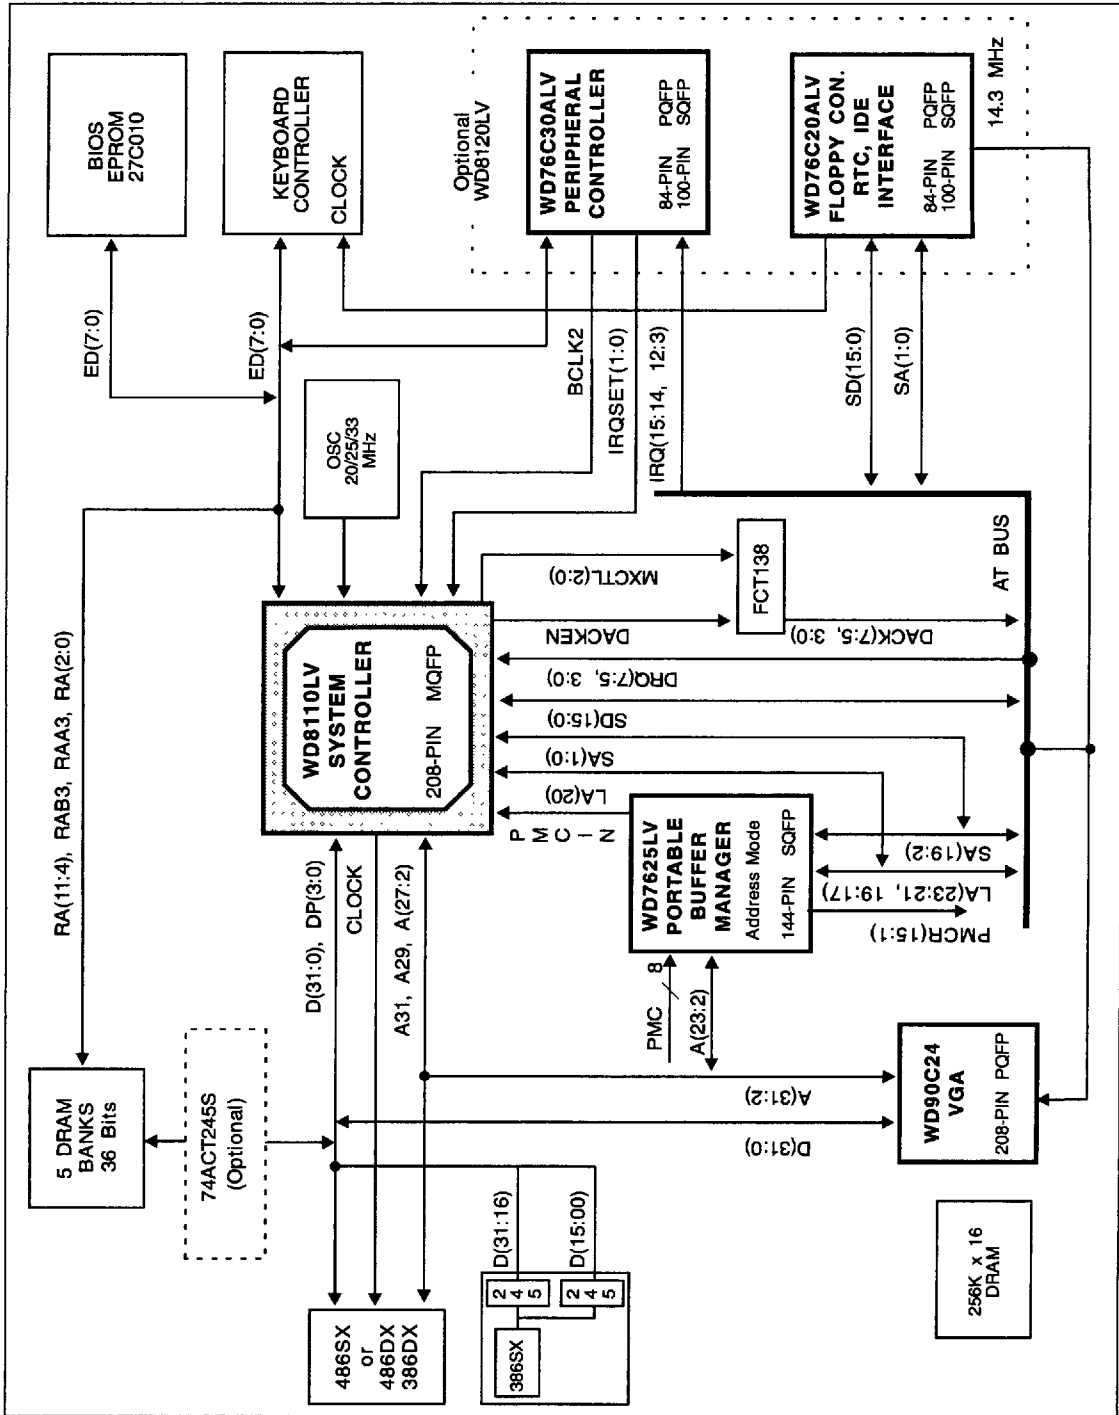 BIOS
EPROM
27C010
KEYBOARD
CONTROLLER
CLOCK
Optional
WD8120LV
WD76C30ALV
PERIPHERAL
CONTROLLER
84-PIN PQFP
100-PIN SQFP
WD76C20ALV
FLOPPY CON.
RTC, IDE
INTERFACE
84-PIN PQFP
100-PIN SQFP
14.3 MHz
ED(7:0)
ED(7:0)
OSC
20/25/33
MHz
BCLK2
IRQSET(1:0)
IRQ(15:14, 12:3)
SD(15:0)
SA(1:0)
RA(11:4), RAB3, RAA3, RA(2:0)
WD8110LV
SYSTEM
CONTROLLER
208-PIN MQFP
MXCTL(2:0)
DACKEN
FCT138
DACK(7:5, 3:0)
DRQ(7:5, 3:0)
SD(15:0)
SA(1:0)
LA(20)
PMCIN
AT BUS
D(31:0), DP(3:0)
CLOCK
A31, A29, A(27:2)
WD7625LV
PORTABLE
BUFFER
MANAGER
Address Mode
144-PIN SQFP
SA(19:2)
LA(23:21, 19:17)
PMCR(15:1)
PMC 8
A(23:2)
5 DRAM
BANKS
36 Bits
74ACT245S
(Optional)
A(31:2)
D(31:0)
WD90C24
VGA
208-PIN PQFP
486SX
or
486DX
386DX
D(31:16)
D(15:00)
245
245
386SX
256K x 16
DRAM